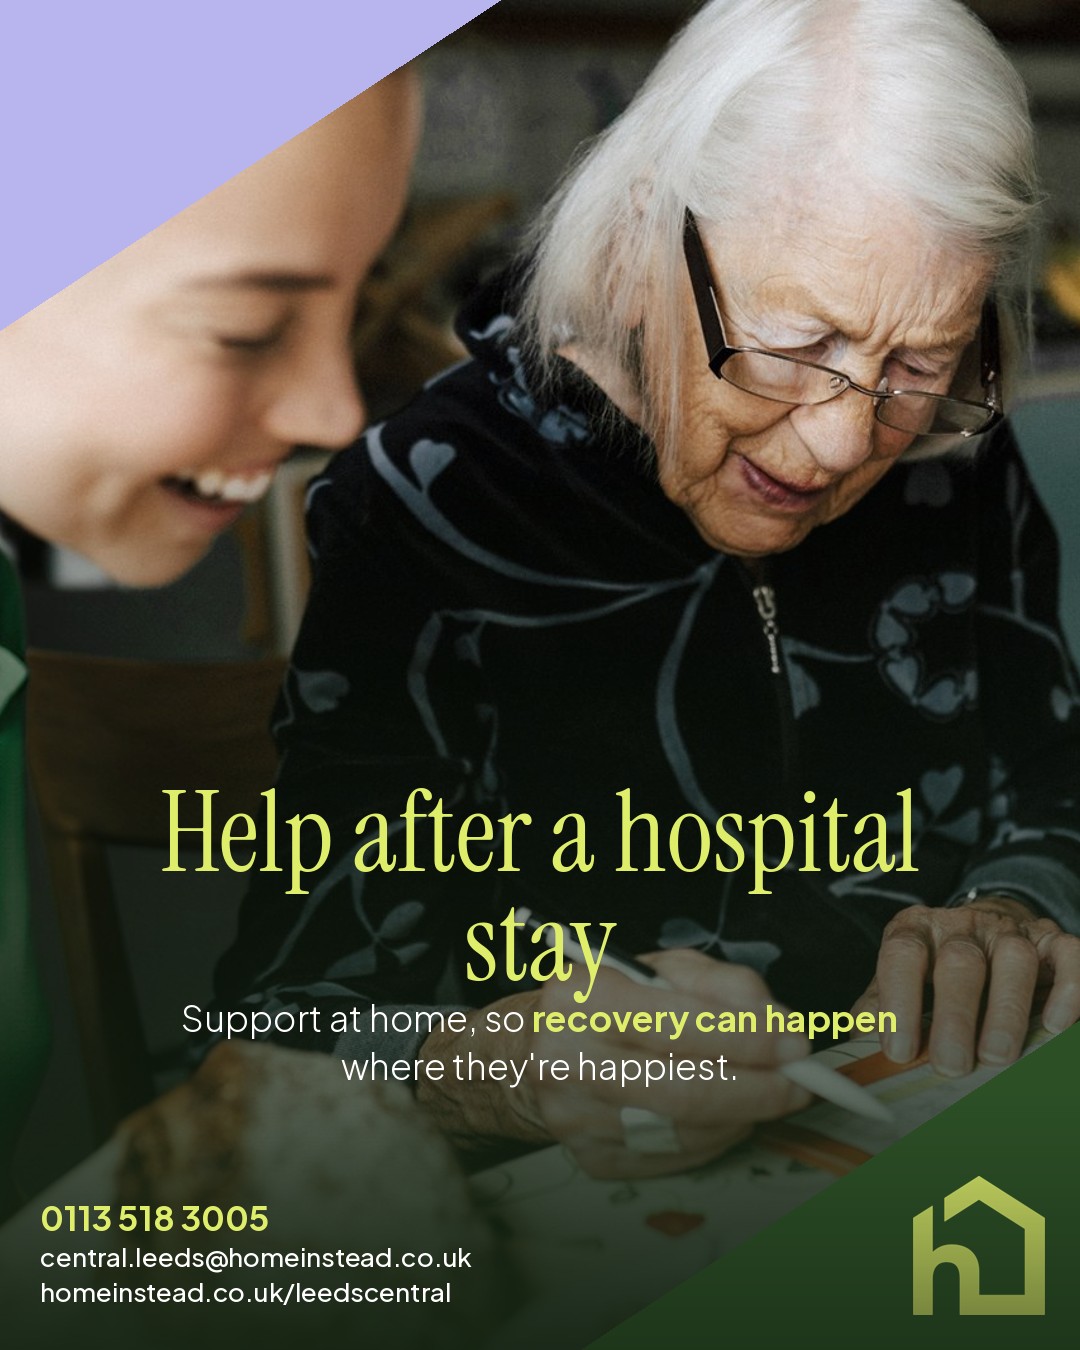 Help after a hospital
stay
Support at home, so recovery can happen
where they're happiest.
0113 518 3005
central.leeds@homeinstead.co.uk
homeinstead.co.uk/leedscentral